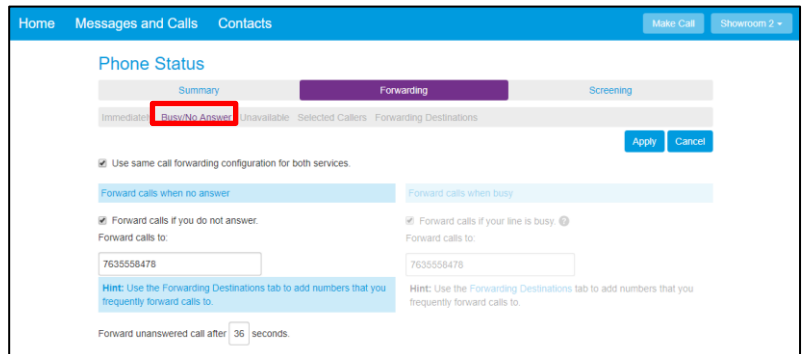 Home Messages and Calls Contacts Make Call Showroom 2
Phone Status
Summary Forwarding Screening
Immediately Busy/No Answer Unavailable Selected Callers Forwarding Destinations
Apply Cancel
Use same call forwarding configuration for both services.
Forward calls when no answer
Forward calls if you do not answer.
Forward calls to:
7635558478
Hint: Use the Forwarding Destinations tab to add numbers that you
frequently forward calls to.
Forward unanswered call after 36 seconds.
Forward calls when busy
Forward calls if your line is busy. ?
Forward calls to:
7635558478
Hint: Use the Forwarding Destinations tab to add numbers that you
frequently forward calls to.